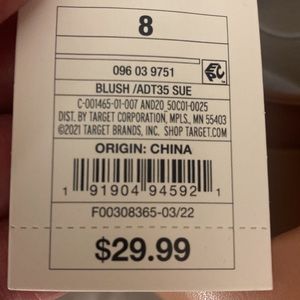 8
096 03 9751
BLUSH /ADT35 SUE
C-001465-01-007 AND20_50C01-0025
DIST. BY TARGET CORPORATION, MPLS., MN 55403
©2021 TARGET BRANDS, INC. SHOP TARGET.COM
ORIGIN: CHINA
1 91904 94592 1
F00308365-03/22
$29.99